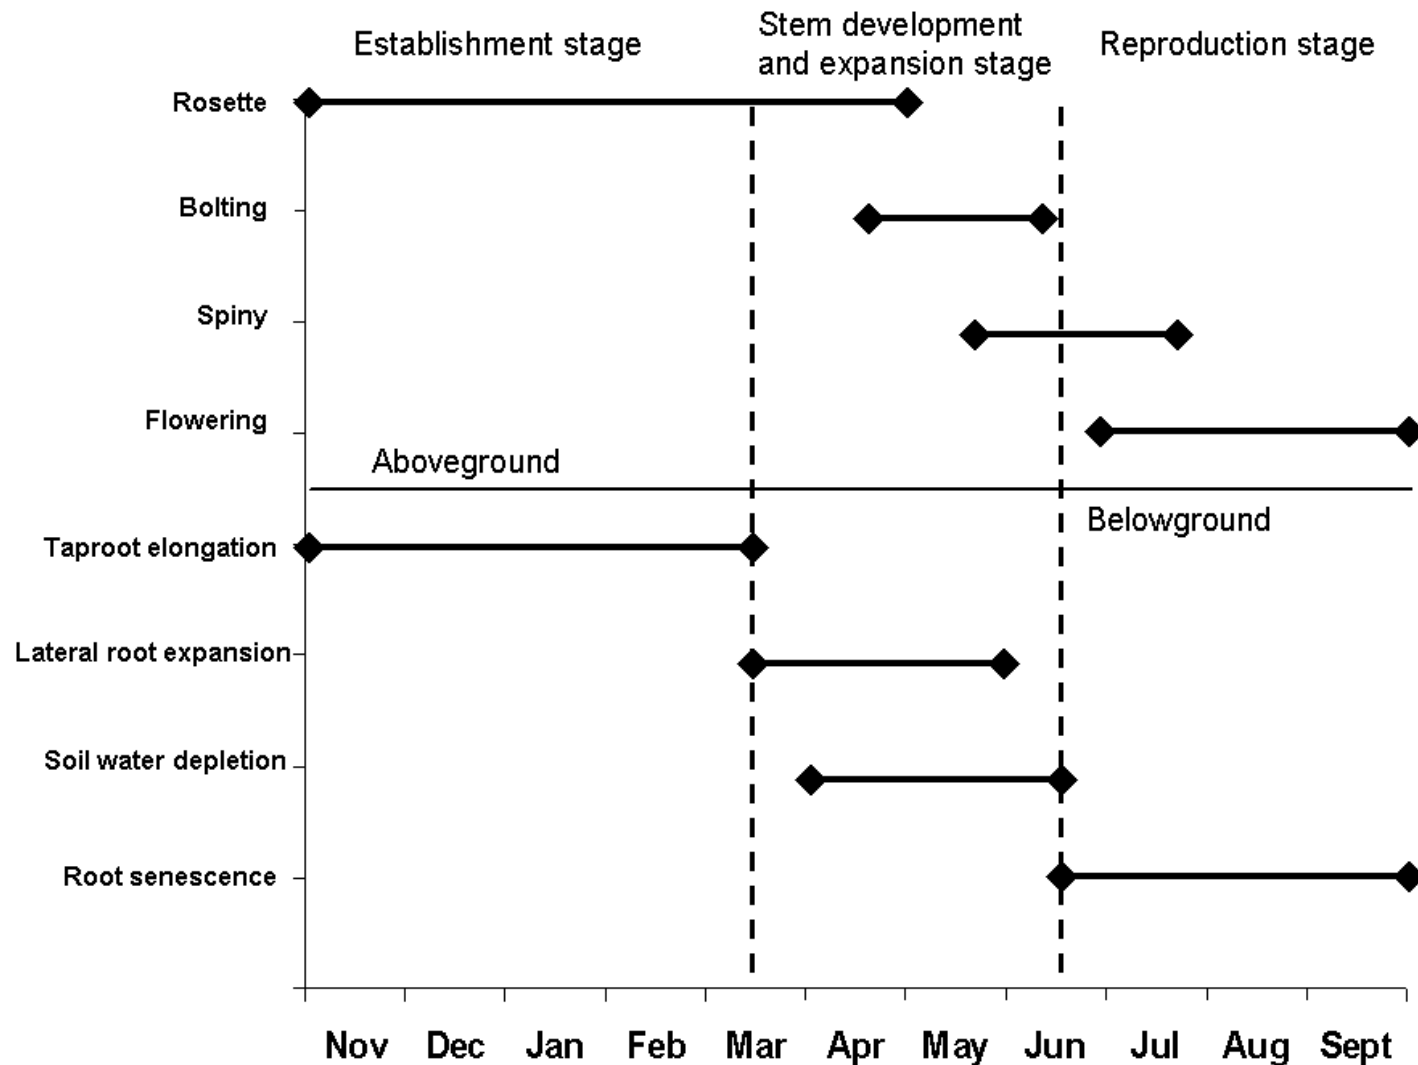 Establishment stage
Stem development
and expansion stage
Reproduction stage
Rosette
Bolting
Spiny
Flowering
Aboveground
Belowground
Taproot elongation
Lateral root expansion
Soil water depletion
Root senescence
Nov Dec Jan Feb Mar Apr May Jun Jul Aug Sept